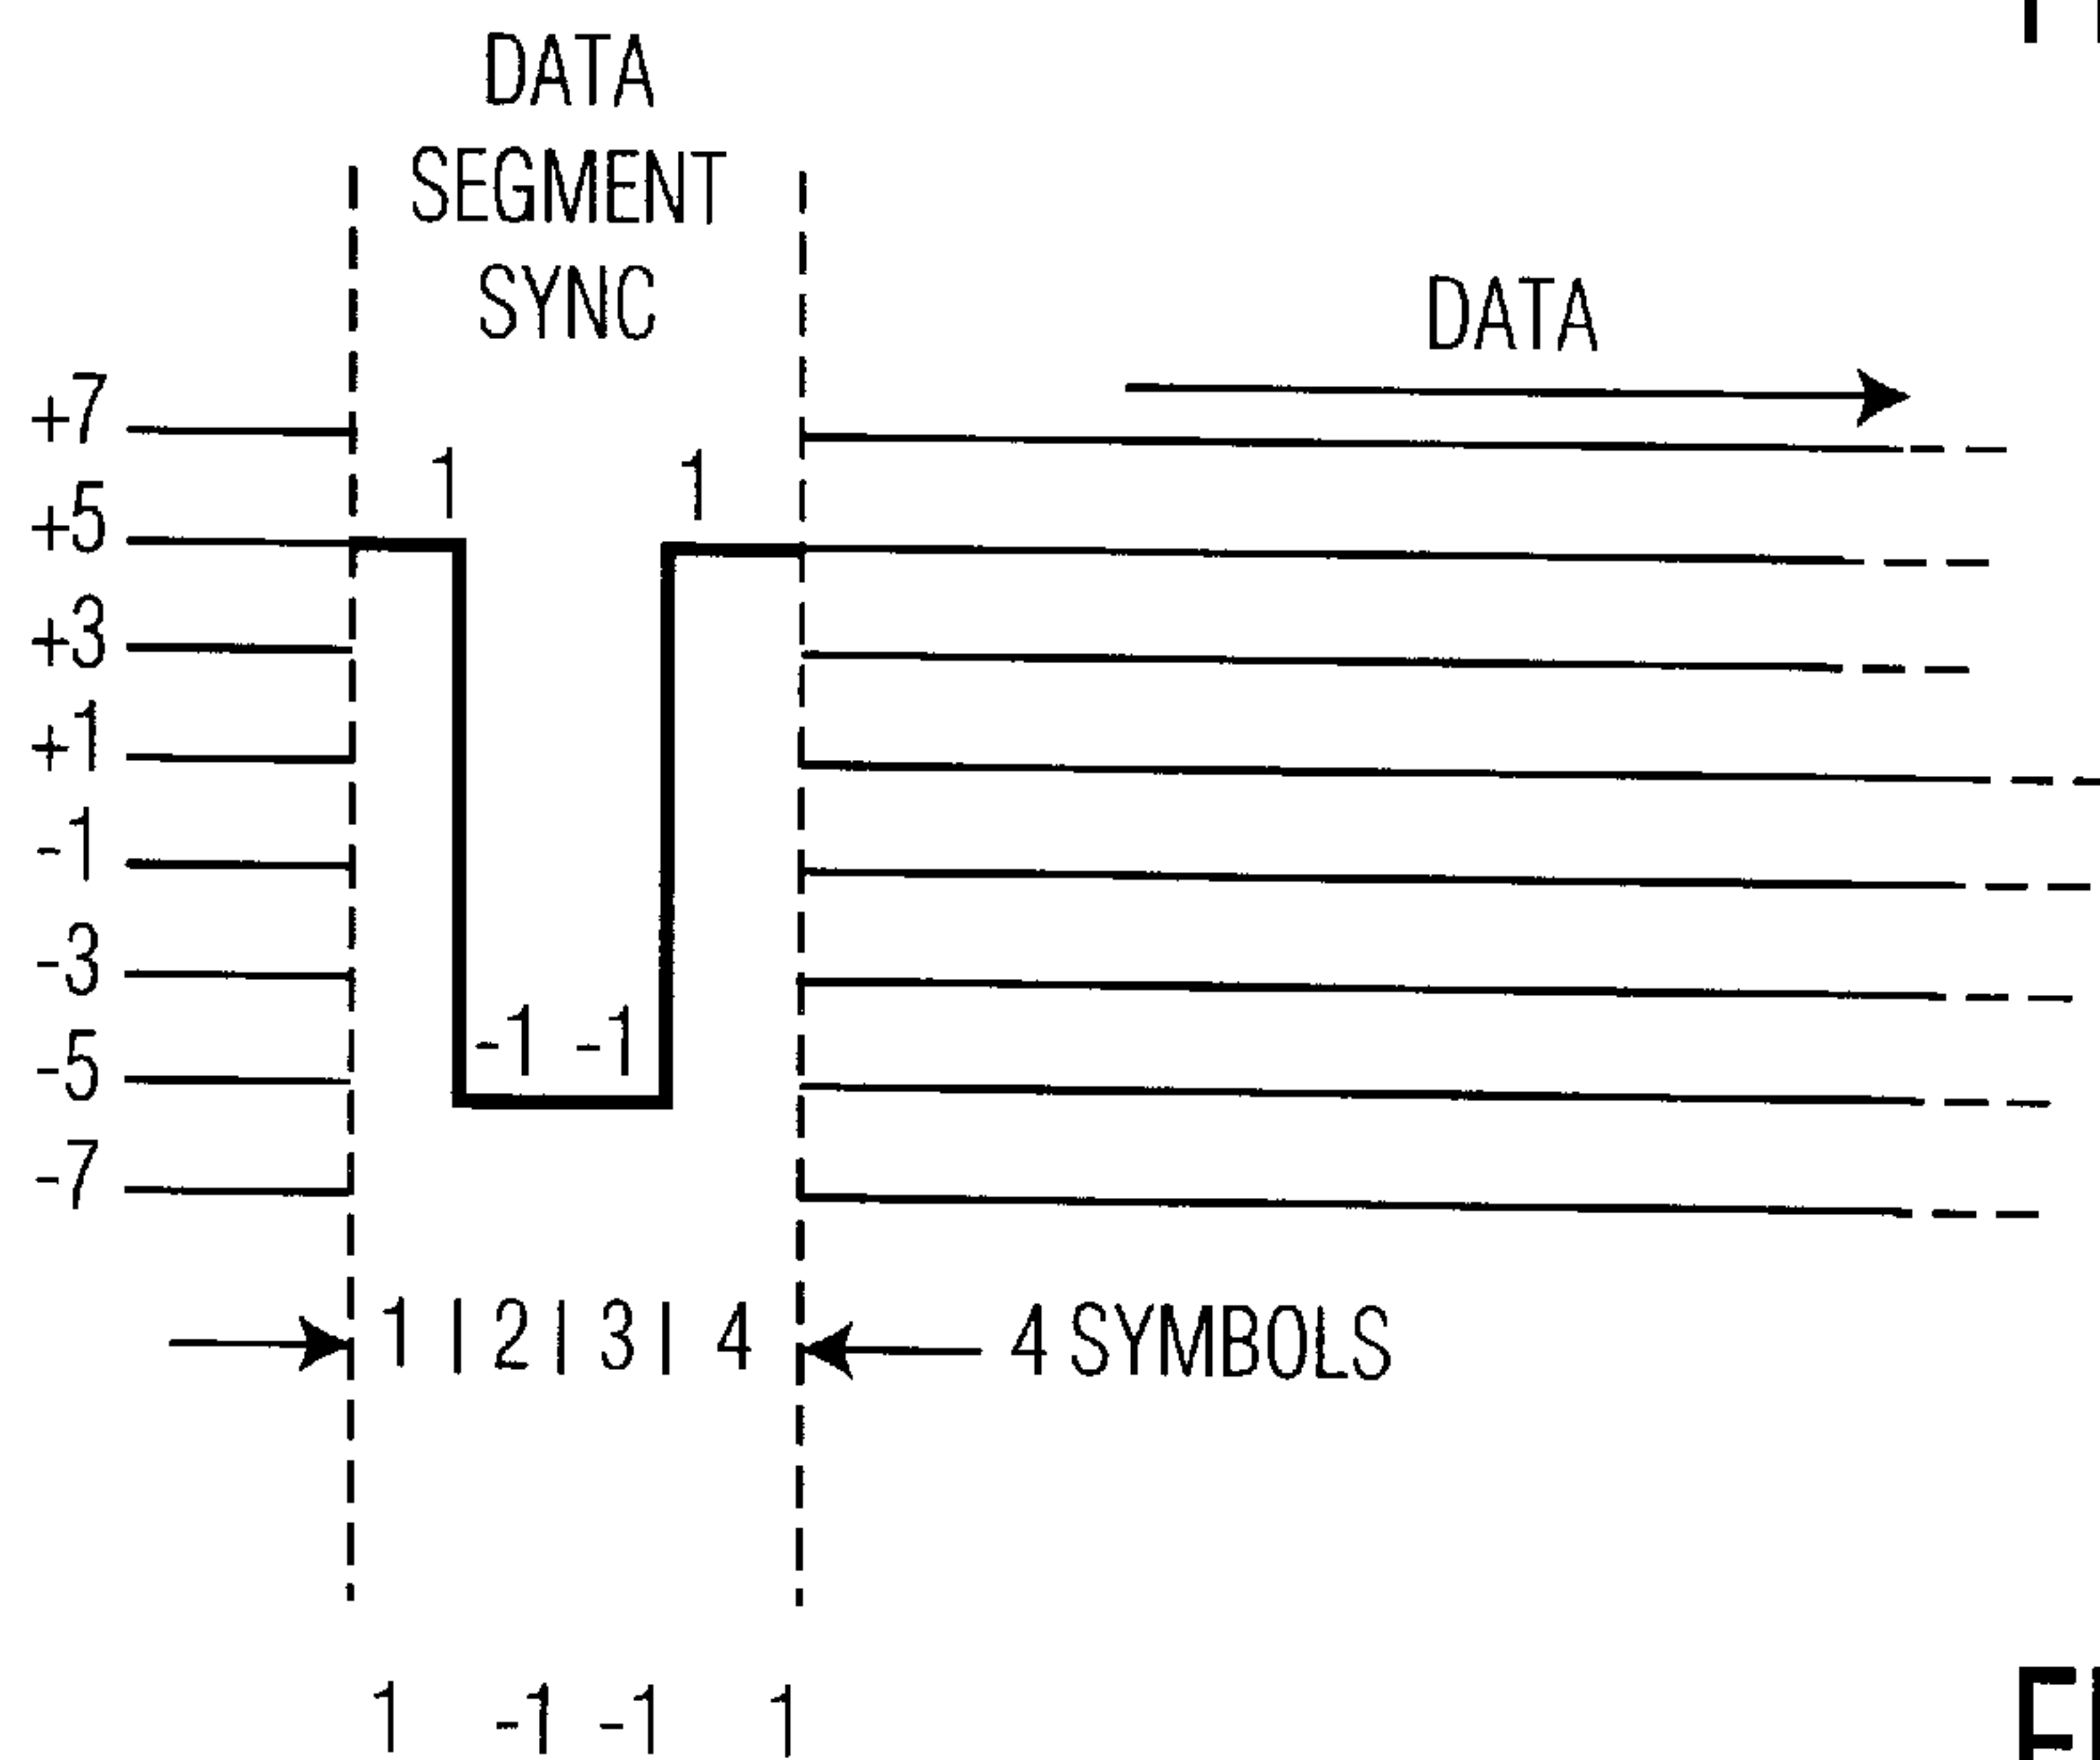 DATA
SEGMENT
SYNC
DATA
+7
1 1
+5
+3
+1
-1
-3
-1 -1
-5
-7
1 | 2 | 3 | 4
4 SYMBOLS
1 -1 -1 1